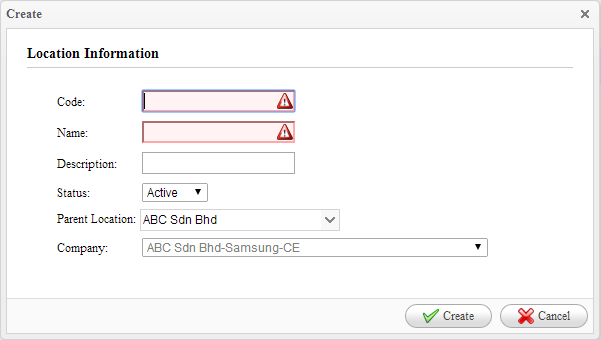 Create
Location Information
Code:
Name:
Description:
Status: Active
Parent Location: ABC Sdn Bhd
Company: ABC Sdn Bhd-Samsung-CE
Create Cancel